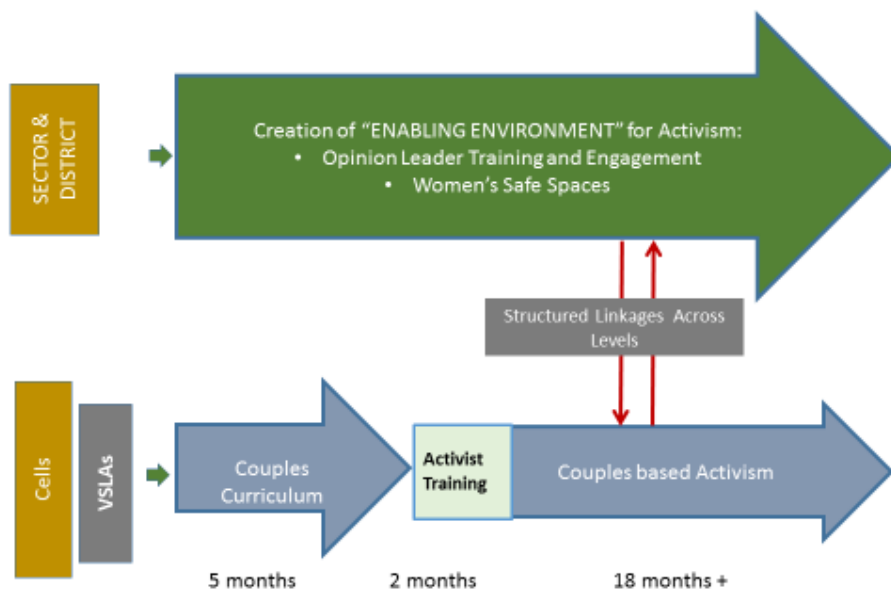 SECTOR &
DISTRICT
Creation of “ENABLING ENVIRONMENT” for Activism:
• Opinion Leader Training and Engagement
• Women’s Safe Spaces
Structured Linkages Across
Levels
Cells
VSLAs
Couples
Curriculum
Activist
Training
Couples based Activism
5 months
2 months
18 months +